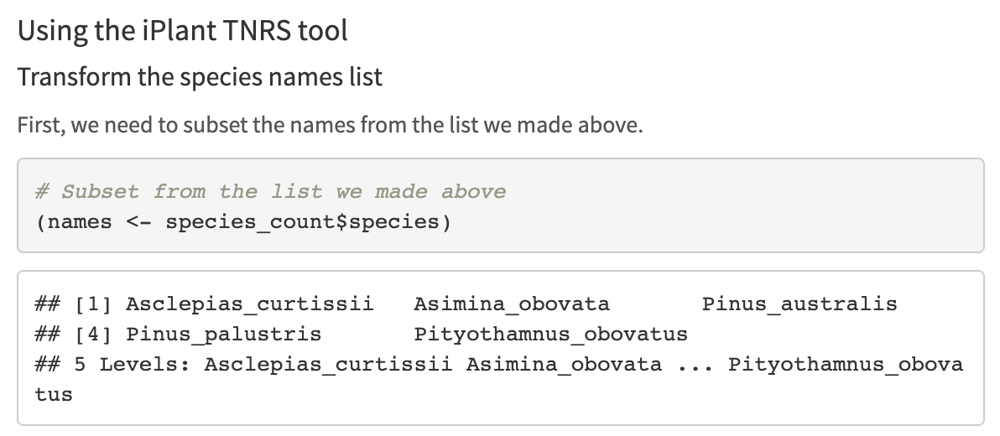 Using the iPlant TNRS tool
Transform the species names list
First, we need to subset the names from the list we made above.
# Subset from the list we made above
(names <- species_count$species)
## [1] Asclepias_curtissii   Asimina_obovata       Pinus_australis
## [4] Pinus_palustris       Pityothamnus_obovatus
## 5 Levels: Asclepias_curtissii Asimina_obovata ... Pityothamnus_obova
tus